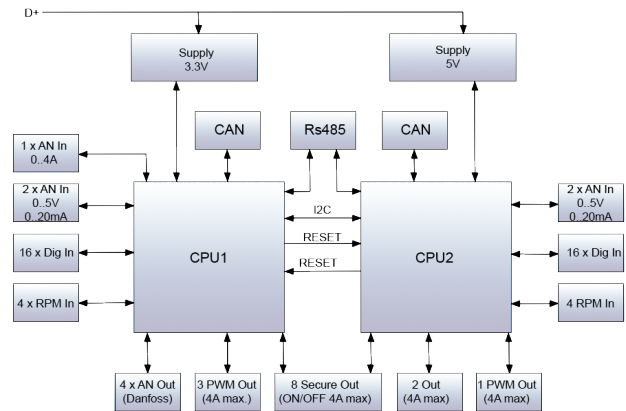 D+
Supply
3.3V
Supply
5V
CAN
Rs485
CAN
1 x AN In
0..4A
2 x AN In
0..5V
0..20mA
16 x Dig In
4 x RPM In
CPU1
I2C
RESET
RESET
CPU2
2 x AN In
0..5V
0..20mA
16 x Dig In
4 RPM In
4 x AN Out
(Danfoss)
3 PWM Out
(4A max.)
8 Secure Out
(ON/OFF 4A max)
2 Out
(4A max)
1 PWM Out
(4A max)